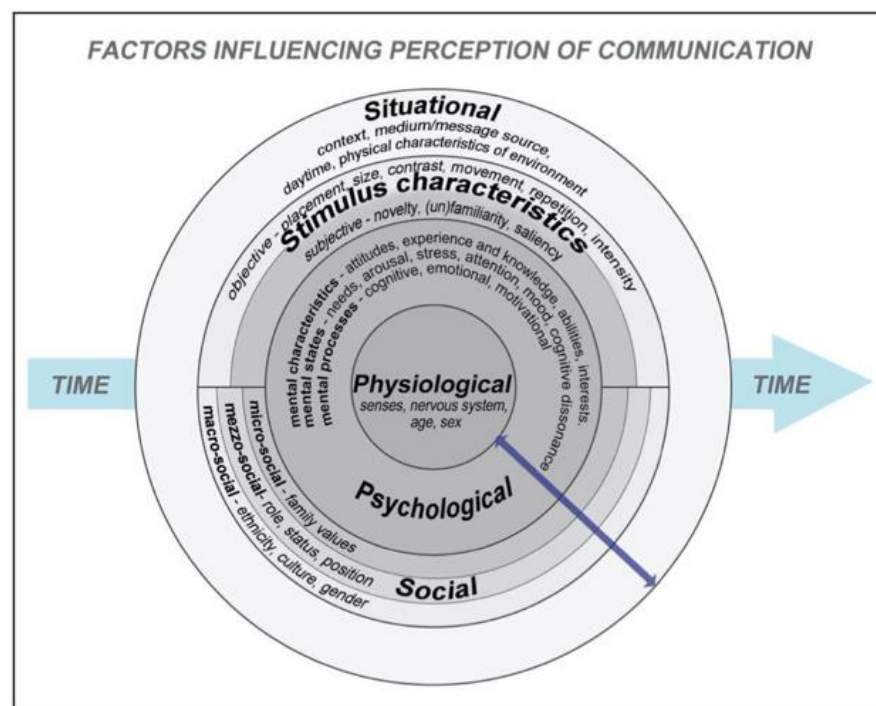 FACTORS INFLUENCING PERCEPTION OF COMMUNICATION
Situational
context, medium/message source,
daytime, physical characteristics of environment
objective - placement, size, contrast, movement, repetition, intensity
Stimulus characteristics
subjective - novelty, (un)familiarity, saliency
mental characteristics - attitudes, experience and knowledge, abilities, interests,
mental states - needs, arousal, stress, attention, mood, cognitive dissonance
mental processes - cognitive, emotional, motivational
Physiological
senses, nervous system,
age, sex
TIME
TIME
Psychological
micro-social - family values
mezzo-social- role, status, position
macro-social - ethnicity, culture, gender
Social